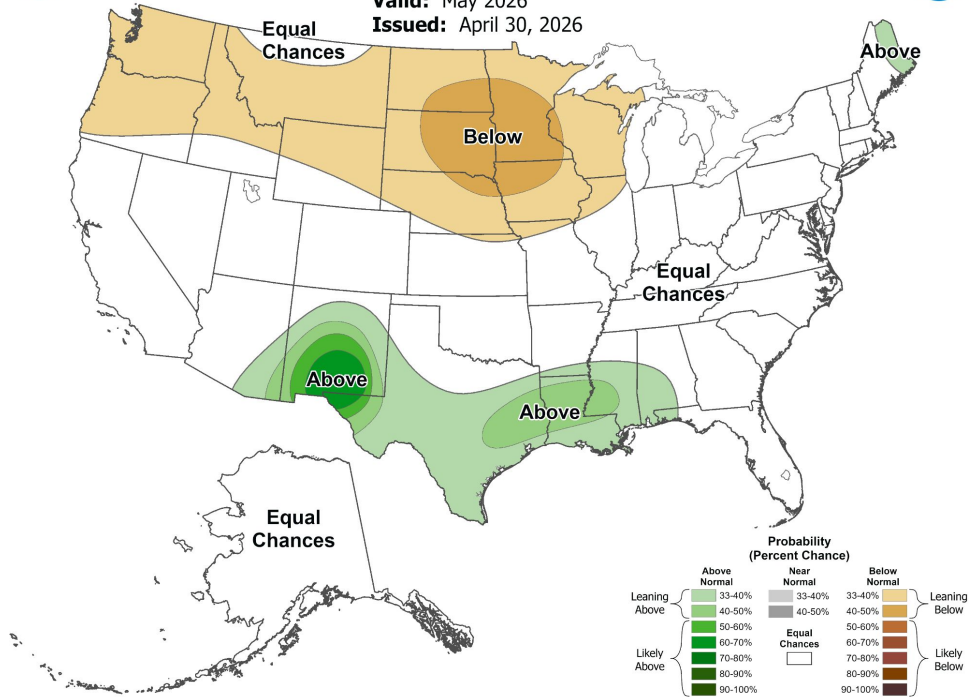 Valid: May 2026
Issued: April 30, 2026
Equal
Chances
Above
Below
Equal
Chances
Above
Above
Equal
Chances
Probability
(Percent Chance)
Above
Normal
Near
Normal
Below
Normal
Leaning
Above
33-40%
40-50%
33-40%
40-50%
33-40%
40-50%
Leaning
Below
Likely
Above
50-60%
60-70%
70-80%
80-90%
90-100%
Equal
Chances
50-60%
60-70%
70-80%
80-90%
90-100%
Likely
Below